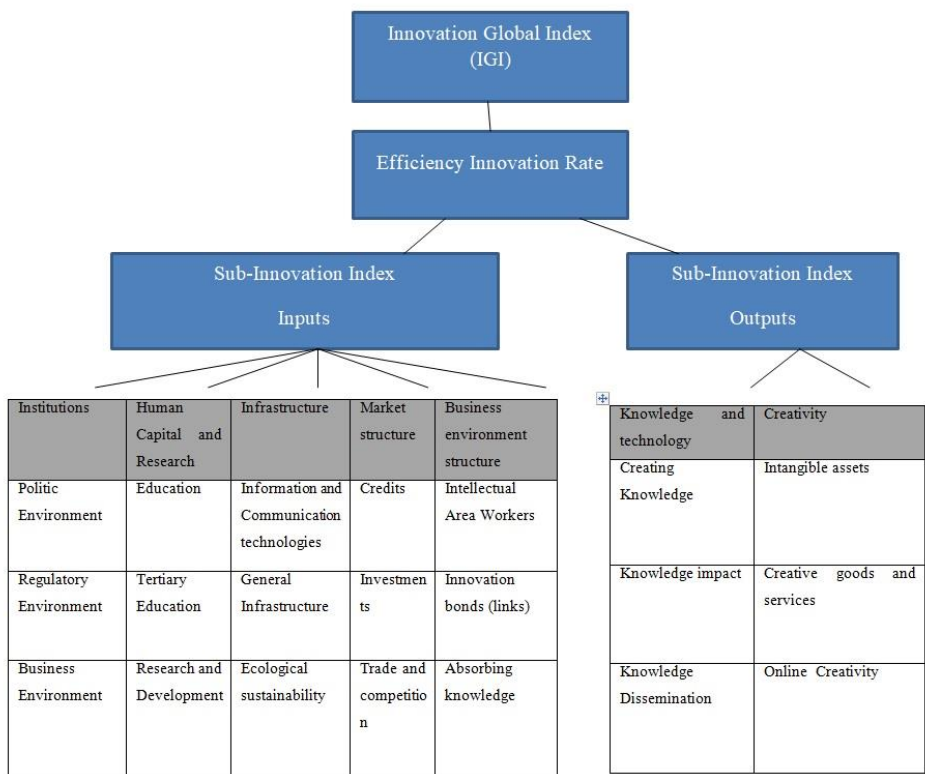 Innovation Global Index
(IGI)
Efficiency Innovation Rate
Sub-Innovation Index
Inputs
Sub-Innovation Index
Outputs
Institutions
Human
Capital and
Research
Infrastructure
Market
structure
Business
environment
structure
Politic
Environment
Education
Information and
Communication
technologies
Credits
Intellectual
Area Workers
Regulatory
Environment
Tertiary
Education
General
Infrastructure
Investmen
ts
Innovation
bonds (links)
Business
Environment
Research and
Development
Ecological
sustainability
Trade and
competitio
n
Absorbing
knowledge
Knowledge and
technology
Creativity
Creating
Knowledge
Intangible assets
Knowledge impact
Creative goods and
services
Knowledge
Dissemination
Online Creativity